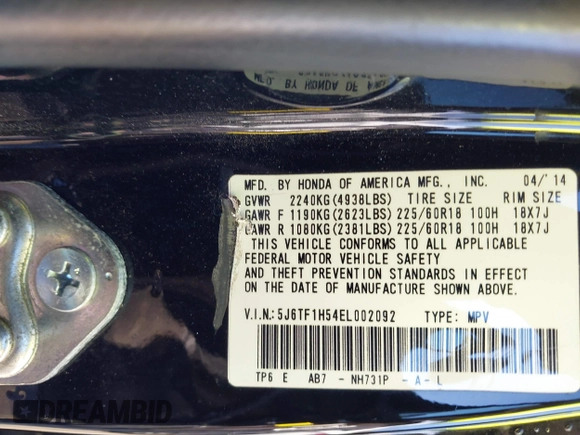 MFD. BY HONDA OF AMERICA MFG., INC. 04/'14
GVWR 2240KG(4938LBS) TIRE SIZE RIM SIZE
GAWR F 1190KG(2623LBS) 225/60R18 100H 18X7J
GAWR R 1080KG(2381LBS) 225/60R18 100H 18X7J
THIS VEHICLE CONFORMS TO ALL APPLICABLE
FEDERAL MOTOR VEHICLE SAFETY
AND THEFT PREVENTION STANDARDS IN EFFECT
ON THE DATE OF MANUFACTURE SHOWN ABOVE.
V.I.N.:5J6TF1H54EL002092 TYPE: MPV
TP6 E AB7 - NH731P - A - L
DREAMBID